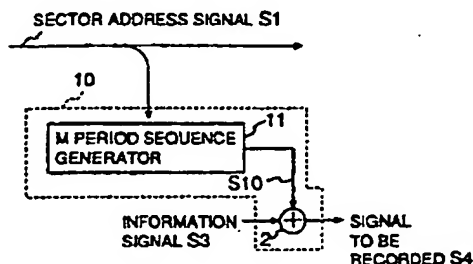 SECTOR ADDRESS SIGNAL S1
10
11
M PERIOD SEQUENCE
GENERATOR
S10
INFORMATION
SIGNAL S3
2
SIGNAL
TO BE
RECORDED S4